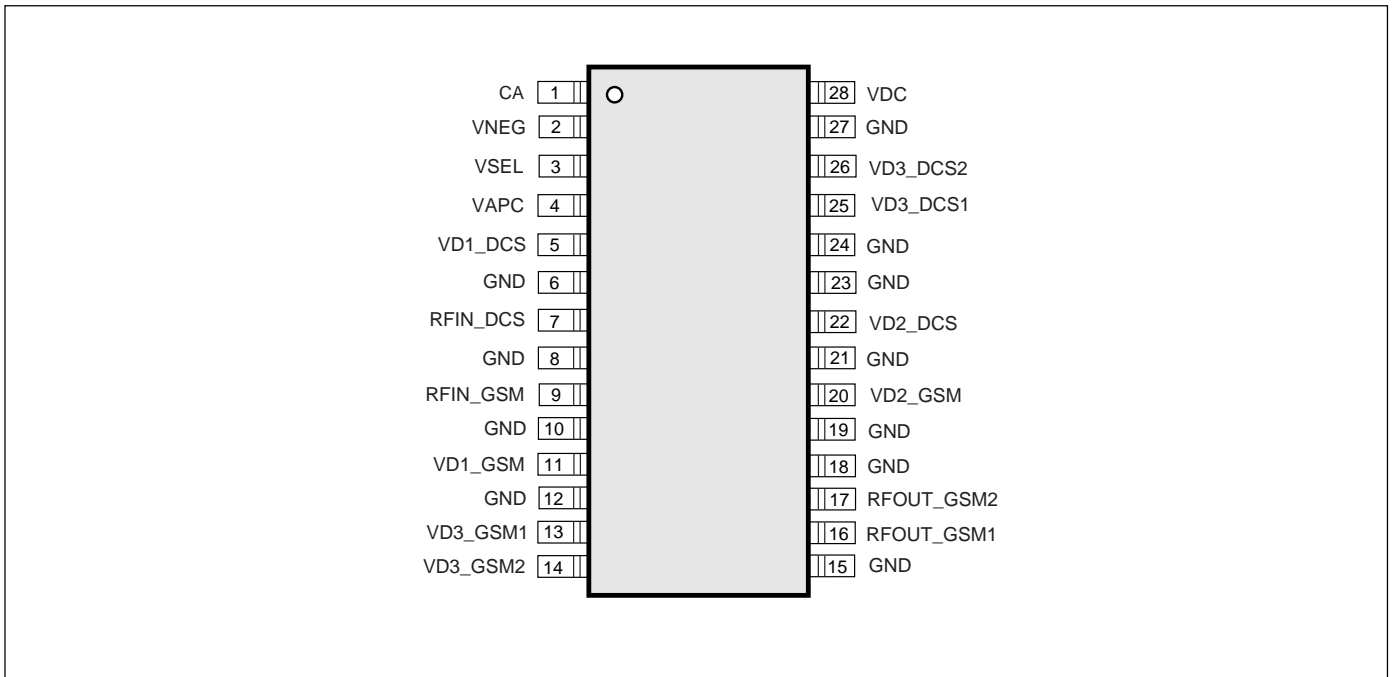 CA 1
VNEG 2
VSEL 3
VAPC 4
VD1_DCS 5
GND 6
RFIN_DCS 7
GND 8
RFIN_GSM 9
GND 10
VD1_GSM 11
GND 12
VD3_GSM1 13
VD3_GSM2 14
28 VDC
27 GND
26 VD3_DCS2
25 VD3_DCS1
24 GND
23 GND
22 VD2_DCS
21 GND
20 VD2_GSM
19 GND
18 GND
17 RFOUT_GSM2
16 RFOUT_GSM1
15 GND